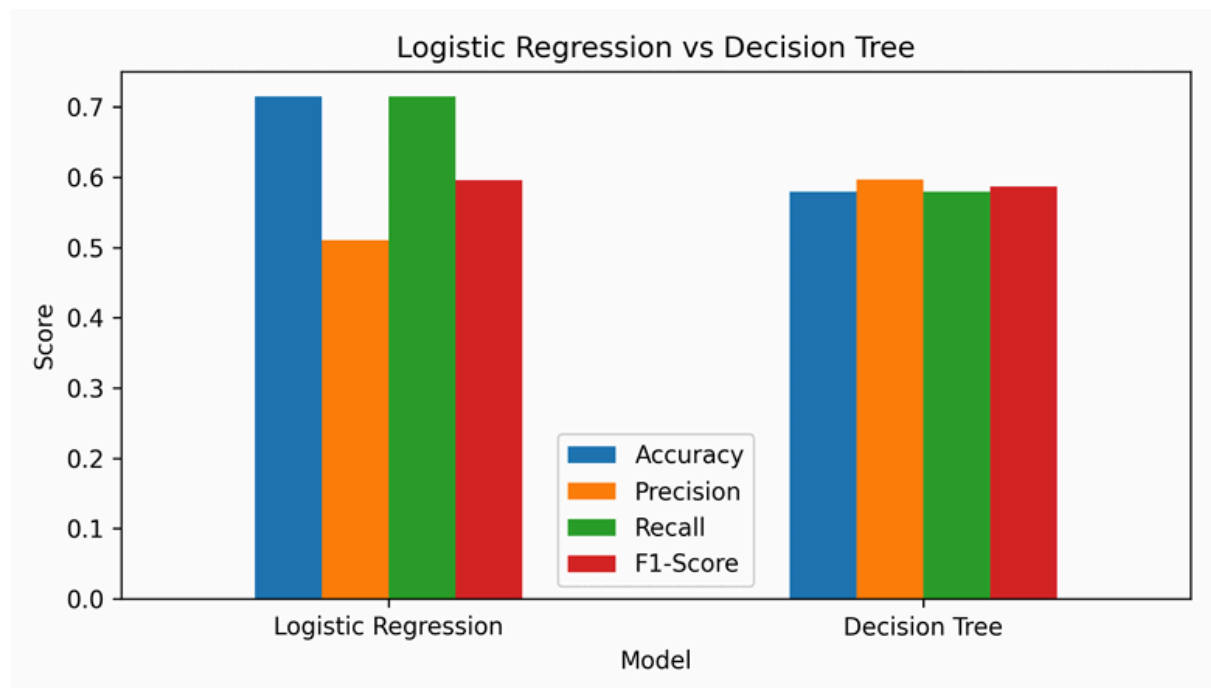 Logistic Regression vs Decision Tree
0.7
0.6
0.5
0.4
0.3
0.2
0.1
0.0
Score
Accuracy
Precision
Recall
F1-Score
Logistic Regression
Decision Tree
Model